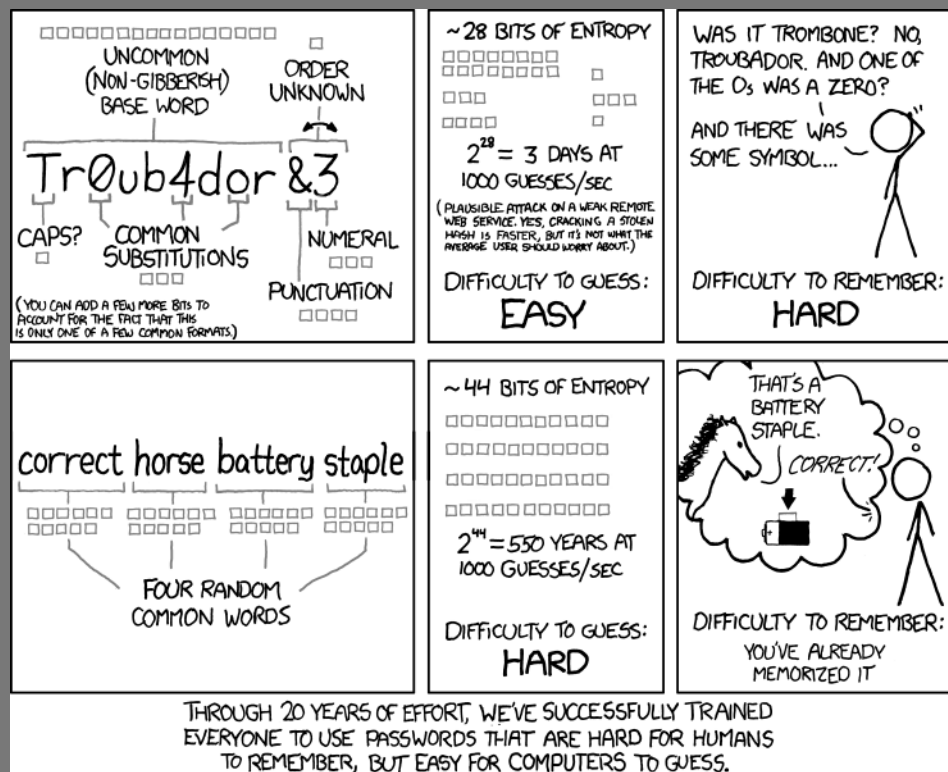 UNCOMMON
(NON-GIBBERISH)
BASE WORD
ORDER
UNKNOWN
Tr0ub4dor &3
CAPS?
COMMON
SUBSTITUTIONS
NUMERAL
PUNCTUATION
(YOU CAN ADD A FEW MORE BITS TO
ACCOUNT FOR THE FACT THAT THIS
IS ONLY ONE OF A FEW COMMON FORMATS.)
~28 BITS OF ENTROPY
2^28 = 3 DAYS AT
1000 GUESSES/SEC
(PLAUSIBLE ATTACK ON A WEAK REMOTE
WEB SERVICE. YES, CRACKING A STOLEN
HASH IS FASTER, BUT IT'S NOT WHAT THE
AVERAGE USER SHOULD WORRY ABOUT.)
DIFFICULTY TO GUESS:
EASY
WAS IT TROMBONE? NO,
TROUBADOR. AND ONE OF
THE Os WAS A ZERO?
AND THERE WAS
SOME SYMBOL...
DIFFICULTY TO REMEMBER:
HARD
correct horse battery staple
FOUR RANDOM
COMMON WORDS
~44 BITS OF ENTROPY
2^44 = 550 YEARS AT
1000 GUESSES/SEC
DIFFICULTY TO GUESS:
HARD
THAT'S A
BATTERY
STAPLE.
CORRECT!
+
DIFFICULTY TO REMEMBER:
YOU'VE ALREADY
MEMORIZED IT
THROUGH 20 YEARS OF EFFORT, WE'VE SUCCESSFULLY TRAINED
EVERYONE TO USE PASSWORDS THAT ARE HARD FOR HUMANS
TO REMEMBER, BUT EASY FOR COMPUTERS TO GUESS.